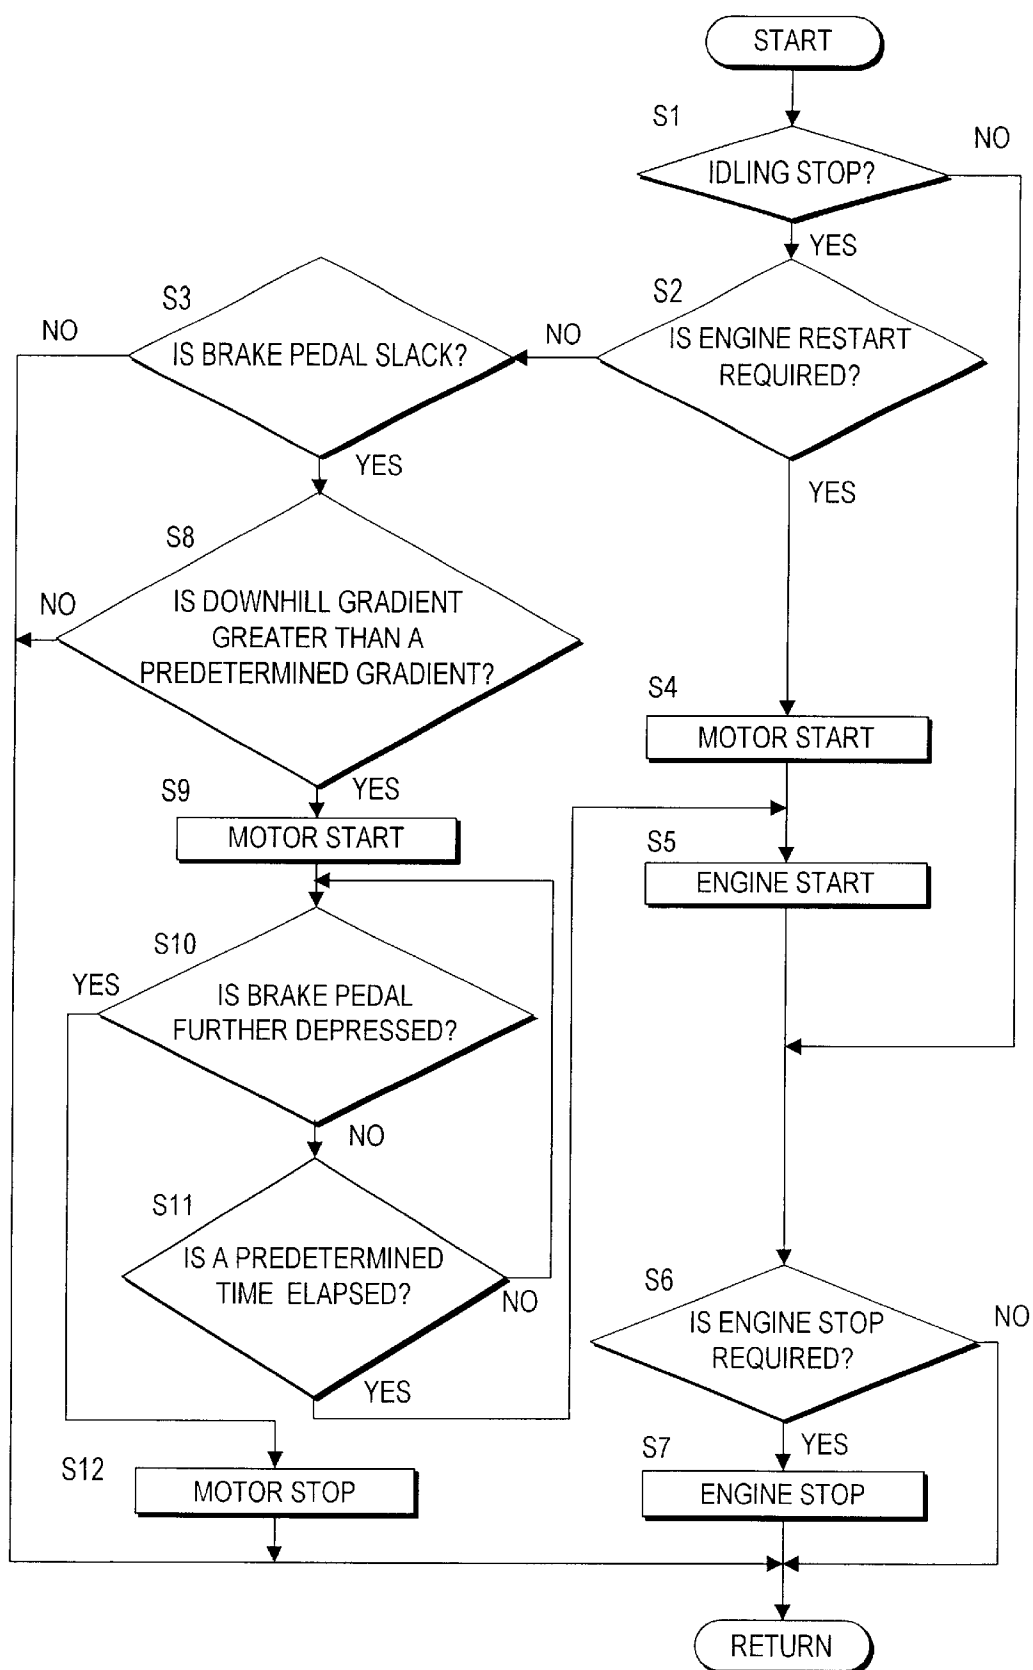 START
S1
NO
IDLING STOP?
YES
S3
S2
NO
NO
IS BRAKE PEDAL SLACK?
IS ENGINE RESTART
REQUIRED?
YES
YES
S8
NO
IS DOWNHILL GRADIENT
GREATER THAN A
PREDETERMINED GRADIENT?
S4
MOTOR START
YES
S9
MOTOR START
S5
ENGINE START
S10
YES
IS BRAKE PEDAL
FURTHER DEPRESSED?
NO
S11
IS A PREDETERMINED
TIME ELAPSED?
NO
S6
NO
IS ENGINE STOP
REQUIRED?
YES
YES
S7
S12
MOTOR STOP
ENGINE STOP
RETURN